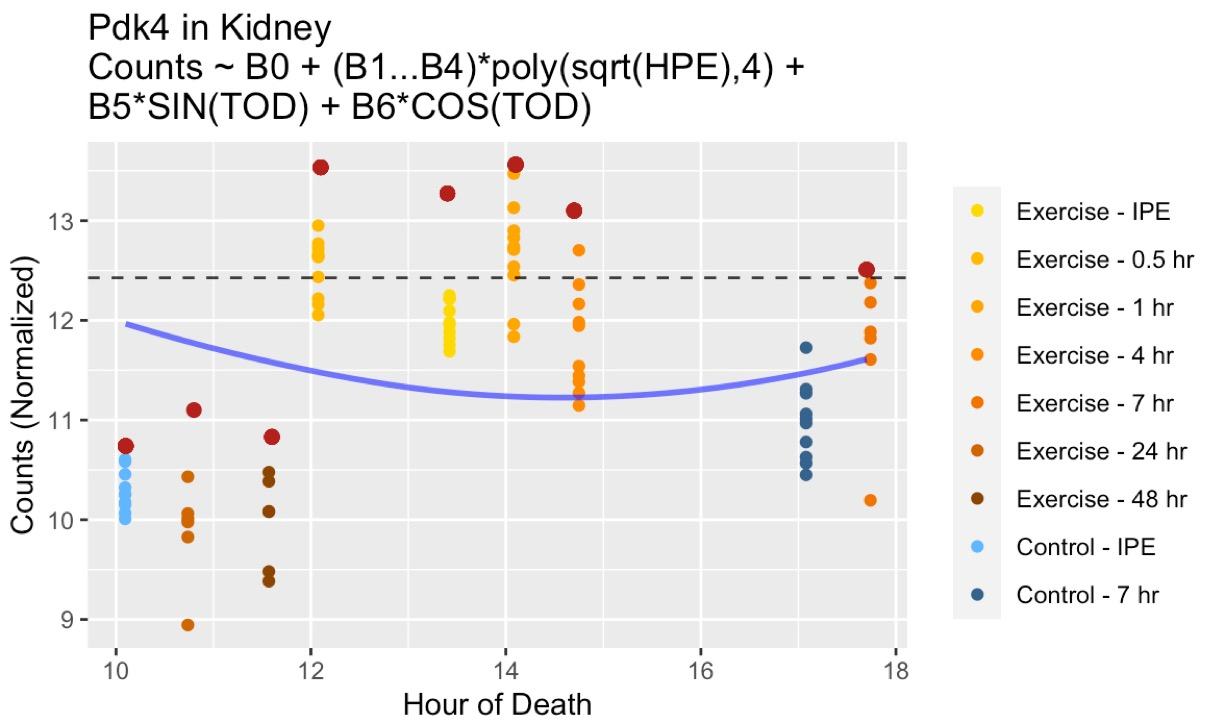 Pdk4 in Kidney
Counts ~ B0 + (B1...B4)*poly(sqrt(HPE),4) +
B5*SIN(TOD) + B6*COS(TOD)
Counts (Normalized)
13
12
11
10
9
10
12
14
16
18
Hour of Death
Exercise - IPE
Exercise - 0.5 hr
Exercise - 1 hr
Exercise - 4 hr
Exercise - 7 hr
Exercise - 24 hr
Exercise - 48 hr
Control - IPE
Control - 7 hr